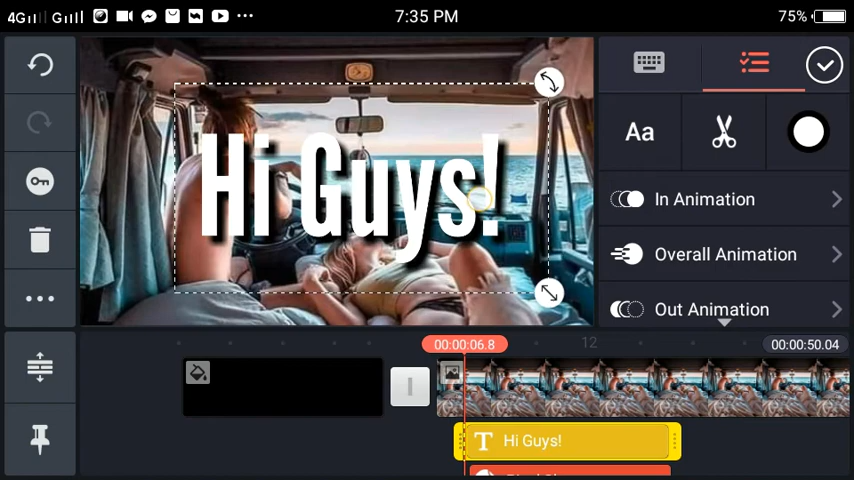 4G G 7:35 PM 75%
Hi Guys!
Aa
In Animation
Overall Animation
Out Animation
00:00:06.8 12 00:00:50.04
T Hi Guys!